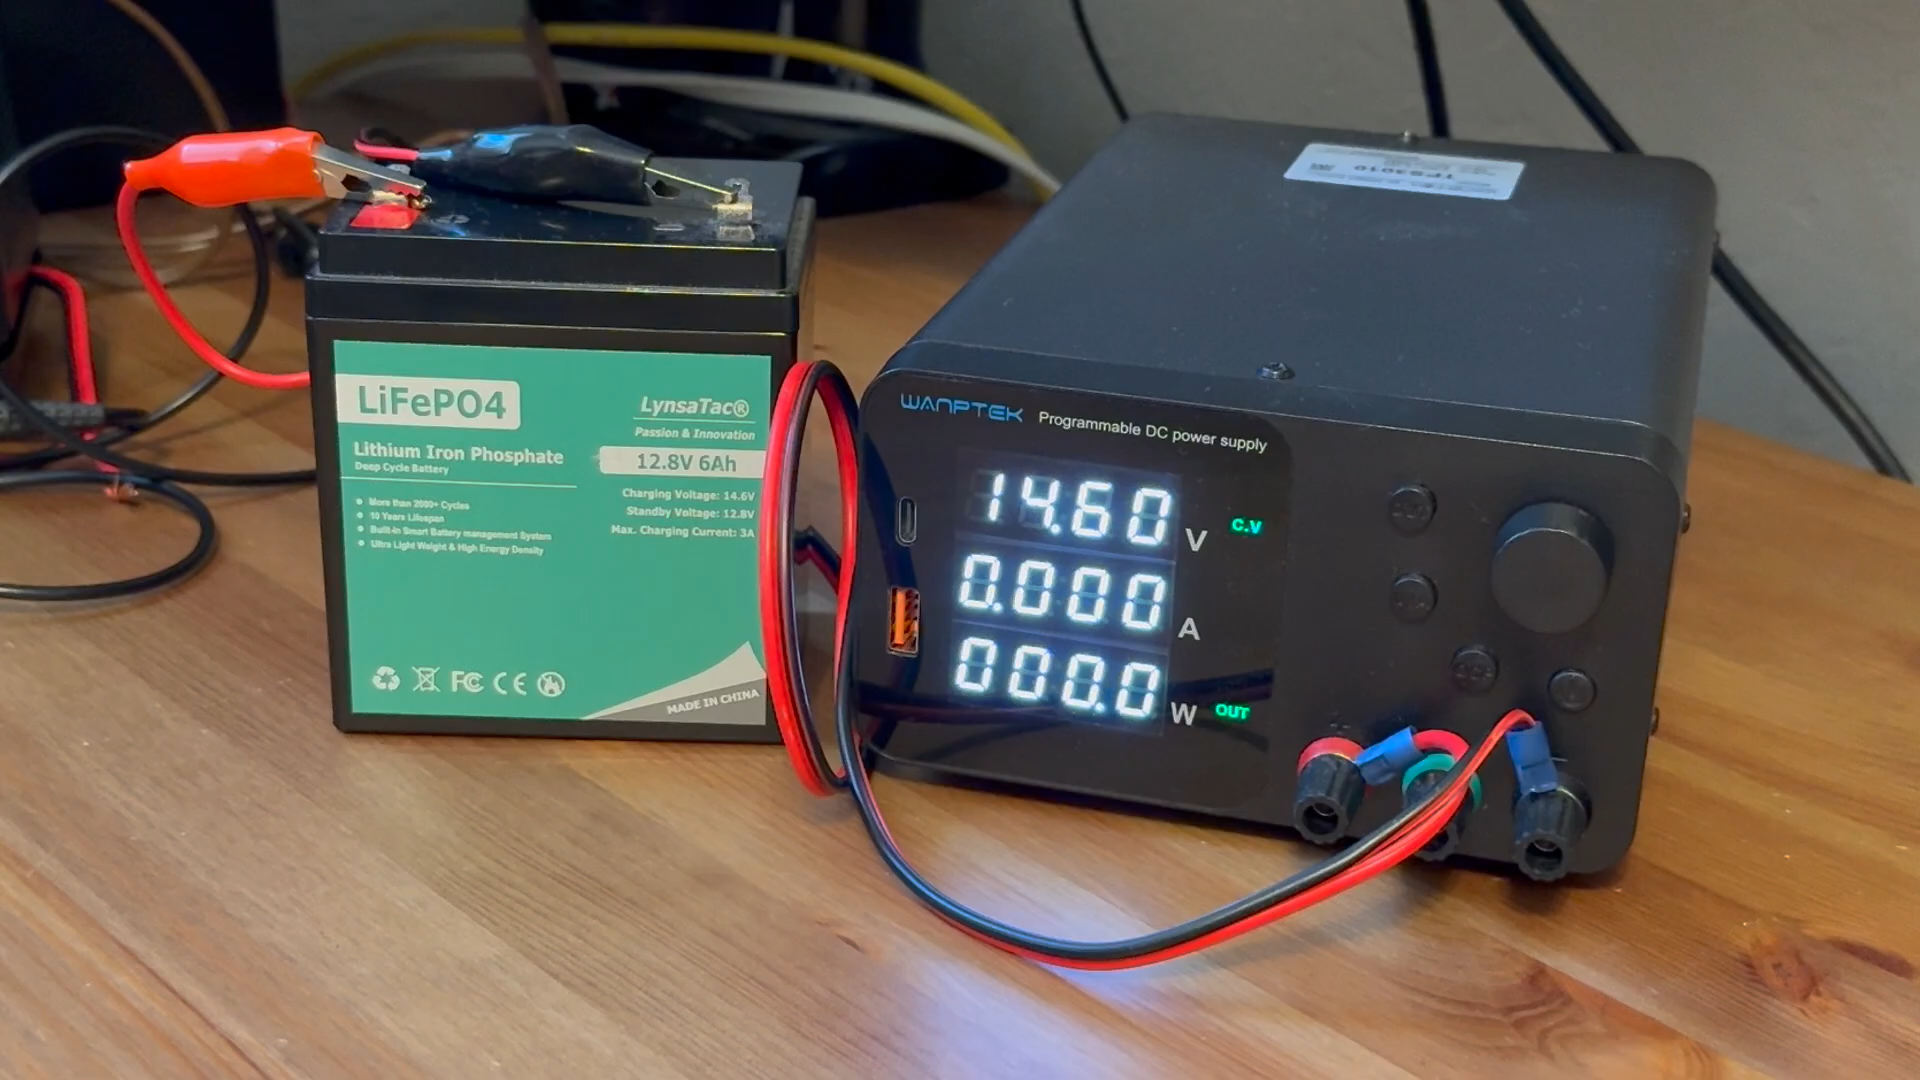 LiFePO4
LynsaTac®
Passion & Innovation
Lithium Iron Phosphate
Deep Cycle Battery
12.8V 6Ah
More than 2000+ Cycles
10 Years Lifespan
Built-in Smart Battery management System
Ultra Light Weight & High Energy Density
Charging Voltage: 14.6V
Standby Voltage: 12.8V
Max. Charging Current: 3A
FC CE
MADE IN CHINA
WANPTEK Programmable DC power supply
14.60 V C.V
0.000 A
000.0 W OUT